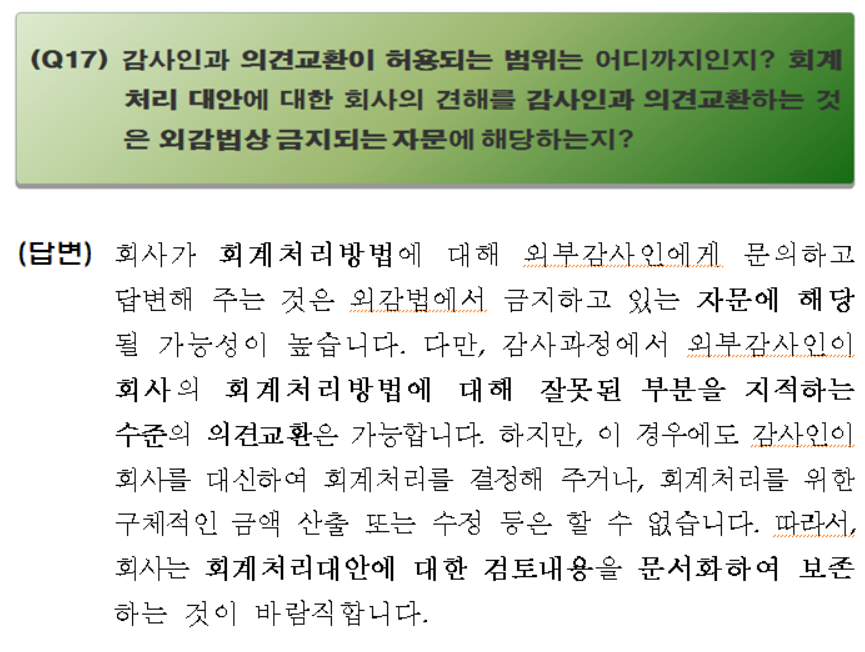 (Q17) 감사인과 의견교환이 허용되는 범위는 어디까지인지? 회계
처리 대안에 대한 회사의 견해를 감사인과 의견교환하는 것
은 외감법상 금지되는 자문에 해당하는지?
(답변) 회사가 회계처리방법에 대해 외부감사인에게 문의하고
답변해 주는 것은 외감법에서 금지하고 있는 자문에 해당
될 가능성이 높습니다. 다만, 감사과정에서 외부감사인이
회사의 회계처리방법에 대해 잘못된 부분을 지적하는
수준의 의견교환은 가능합니다. 하지만, 이 경우에도 감사인이
회사를 대신하여 회계처리를 결정해 주거나, 회계처리를 위한
구체적인 금액 산출 또는 수정 등은 할 수 없습니다. 따라서,
회사는 회계처리대안에 대한 검토내용을 문서화하여 보존
하는 것이 바람직합니다.